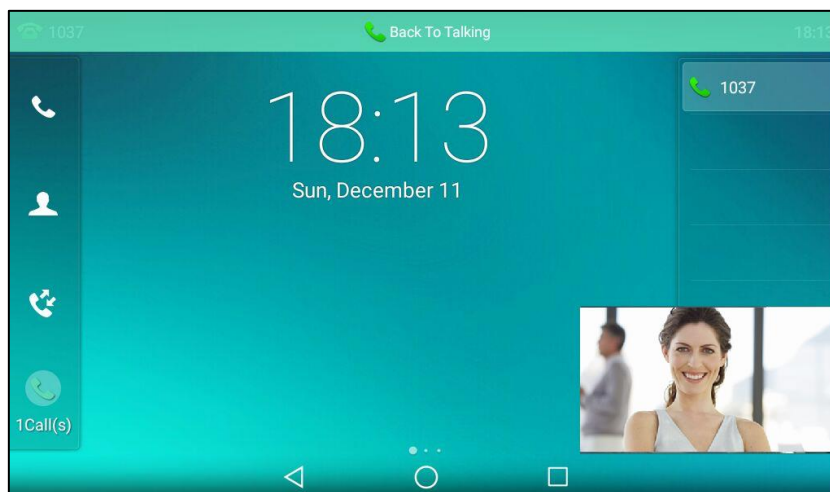 1037
Back To Talking
18:13
18:13
Sun, December 11
1037
1Call(s)